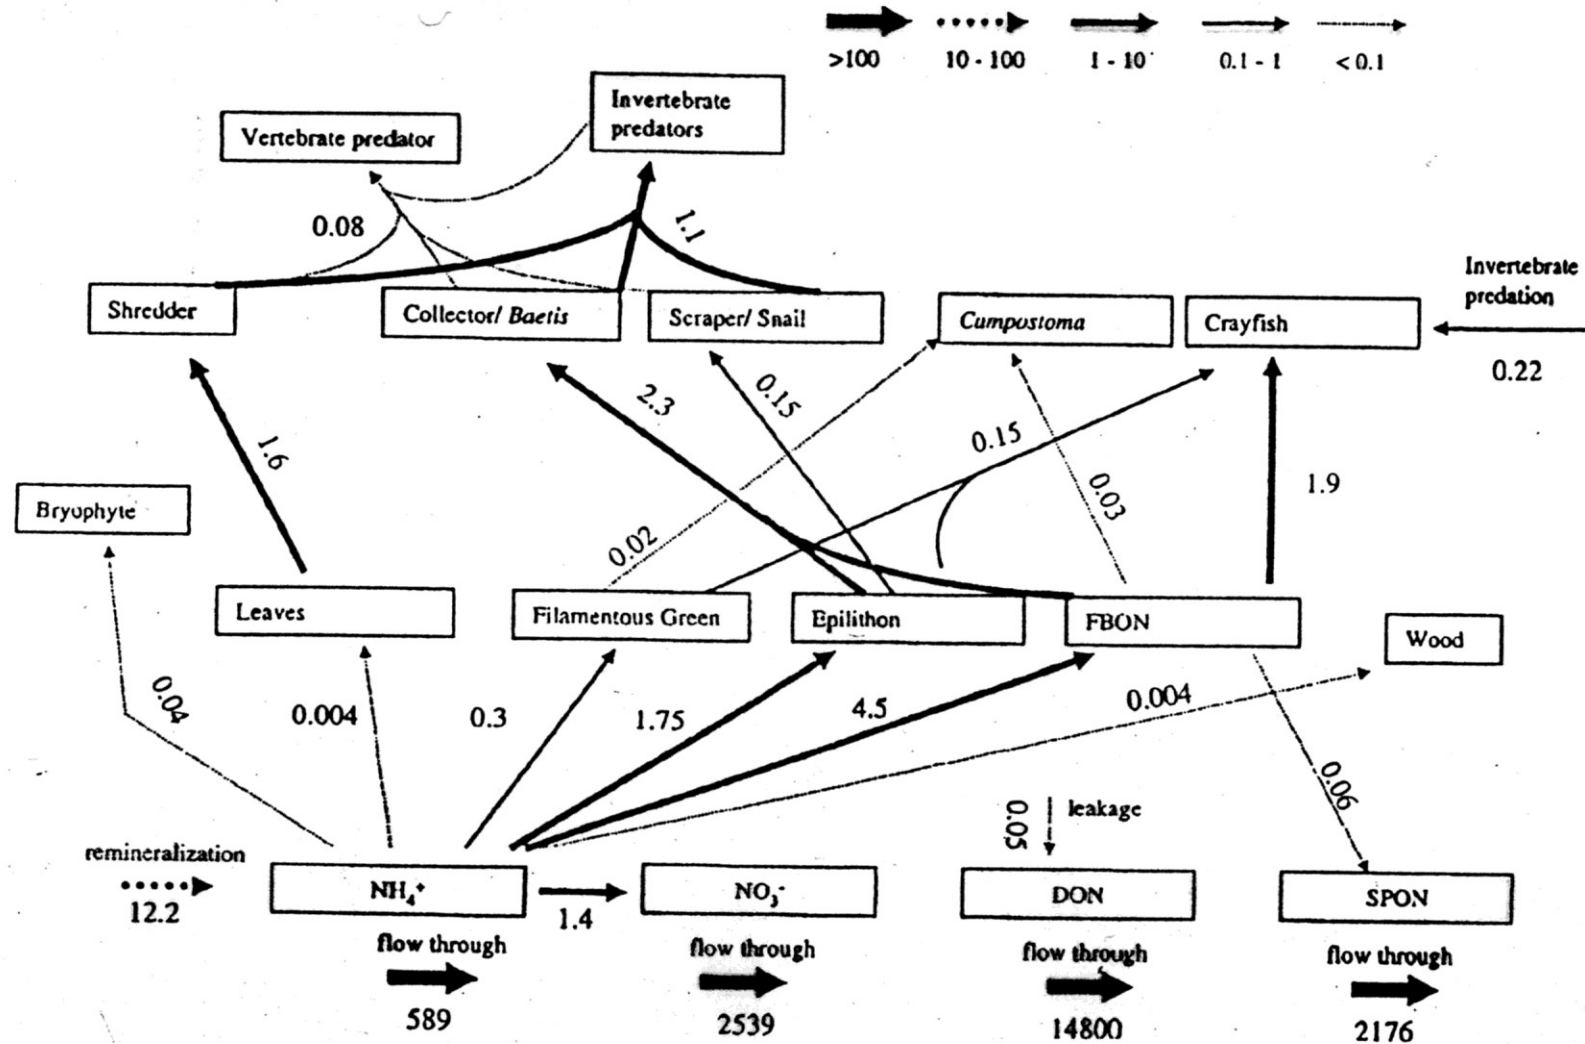 >100 10 - 100 1 - 10 0.1 - 1 < 0.1
Invertebrate
predators
Vertebrate predator
0.08
1.1
Invertebrate
predation
Shredder
Collector/ Baetis
Scraper/ Snail
Cumpostoma
Crayfish
0.22
2.3
0.15
0.15
1.6
1.9
0.03
Bryophyte
0.02
Leaves
Filamentous Green
Epilithon
FBON
Wood
0.04
0.004
0.3
1.75
4.5
0.004
0.06
0.05
leakage
remineralization
12.2
NH₄⁺
1.4
NO₃⁻
DON
SPON
flow through
flow through
flow through
flow through
589
2539
14800
2176